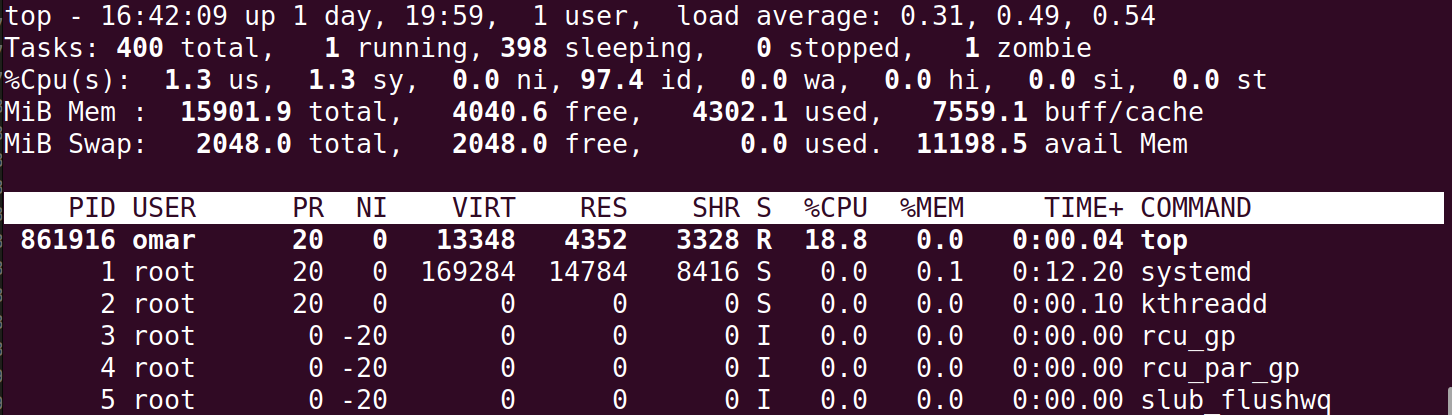 top - 16:42:09 up 1 day, 19:59,  1 user,  load average: 0.31, 0.49, 0.54
Tasks: 400 total,   1 running, 398 sleeping,   0 stopped,   1 zombie
%Cpu(s):  1.3 us,  1.3 sy,  0.0 ni, 97.4 id,  0.0 wa,  0.0 hi,  0.0 si,  0.0 st
MiB Mem :  15901.9 total,   4040.6 free,   4302.1 used,   7559.1 buff/cache
MiB Swap:   2048.0 total,   2048.0 free,      0.0 used.  11198.5 avail Mem
    PID USER      PR  NI    VIRT    RES    SHR S  %CPU  %MEM     TIME+ COMMAND
 861916 omar      20   0   13348   4352   3328 R  18.8   0.0   0:00.04 top
      1 root      20   0  169284  14784   8416 S   0.0   0.1   0:12.20 systemd
      2 root      20   0       0      0      0 S   0.0   0.0   0:00.10 kthreadd
      3 root       0 -20       0      0      0 I   0.0   0.0   0:00.00 rcu_gp
      4 root       0 -20       0      0      0 I   0.0   0.0   0:00.00 rcu_par_gp
      5 root       0 -20       0      0      0 I   0.0   0.0   0:00.00 slub_flushwq